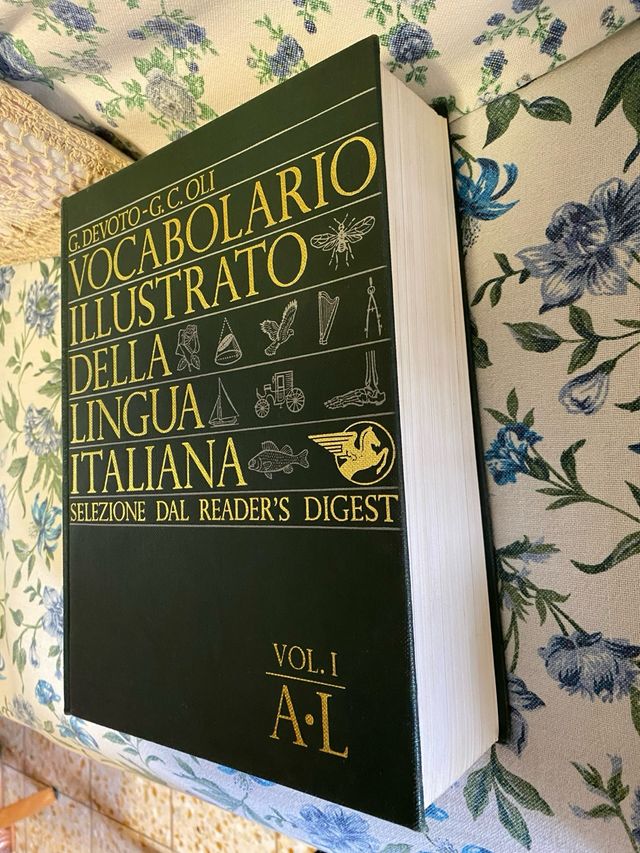 G. DEVOTO-G. C. OLI
VOCABOLARIO
ILLUSTRATO
DELLA
LINGUA
ITALIANA
SELEZIONE DAL READER'S DIGEST
VOL. I
A·L